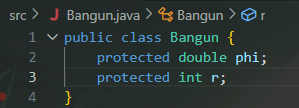 src > Bangun.java > Bangun > r
1 public class Bangun {
2 protected double phi;
3 protected int r;
4 }